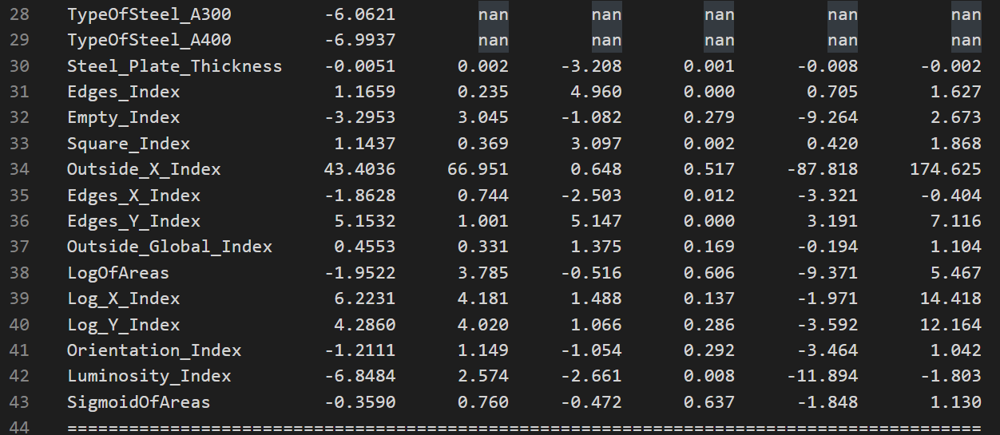 28 TypeOfSteel_A300 -6.0621 nan nan nan nan nan
29 TypeOfSteel_A400 -6.9937 nan nan nan nan nan
30 Steel_Plate_Thickness -0.0051 0.002 -3.208 0.001 -0.008 -0.002
31 Edges_Index 1.1659 0.235 4.960 0.000 0.705 1.627
32 Empty_Index -3.2953 3.045 -1.082 0.279 -9.264 2.673
33 Square_Index 1.1437 0.369 3.097 0.002 0.420 1.868
34 Outside_X_Index 43.4036 66.951 0.648 0.517 -87.818 174.625
35 Edges_X_Index -1.8628 0.744 -2.503 0.012 -3.321 -0.404
36 Edges_Y_Index 5.1532 1.001 5.147 0.000 3.191 7.116
37 Outside_Global_Index 0.4553 0.331 1.375 0.169 -0.194 1.104
38 LogOfAreas -1.9522 3.785 -0.516 0.606 -9.371 5.467
39 Log_X_Index 6.2231 4.181 1.488 0.137 -1.971 14.418
40 Log_Y_Index 4.2860 4.020 1.066 0.286 -3.592 12.164
41 Orientation_Index -1.2111 1.149 -1.054 0.292 -3.464 1.042
42 Luminosity_Index -6.8484 2.574 -2.661 0.008 -11.894 -1.803
43 SigmoidOfAreas -0.3590 0.760 -0.472 0.637 -1.848 1.130
44 =========================================================================================